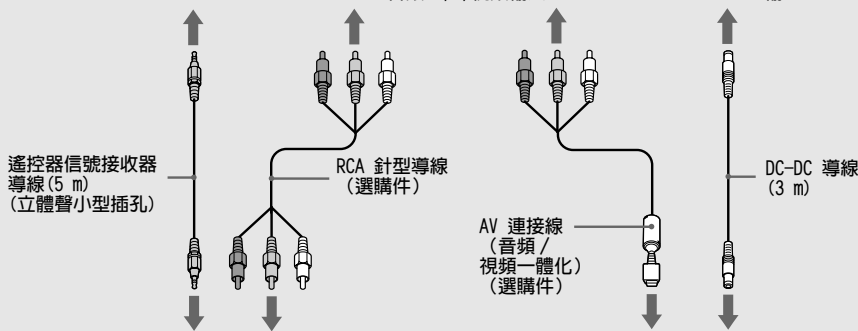 遙控器信號接收器
導線(5 m)
(立體聲小型插孔)
RCA 針型導線
(選購件)
AV 連接線
(音頻/
視頻一體化)
(選購件)
DC-DC 導線
(3 m)